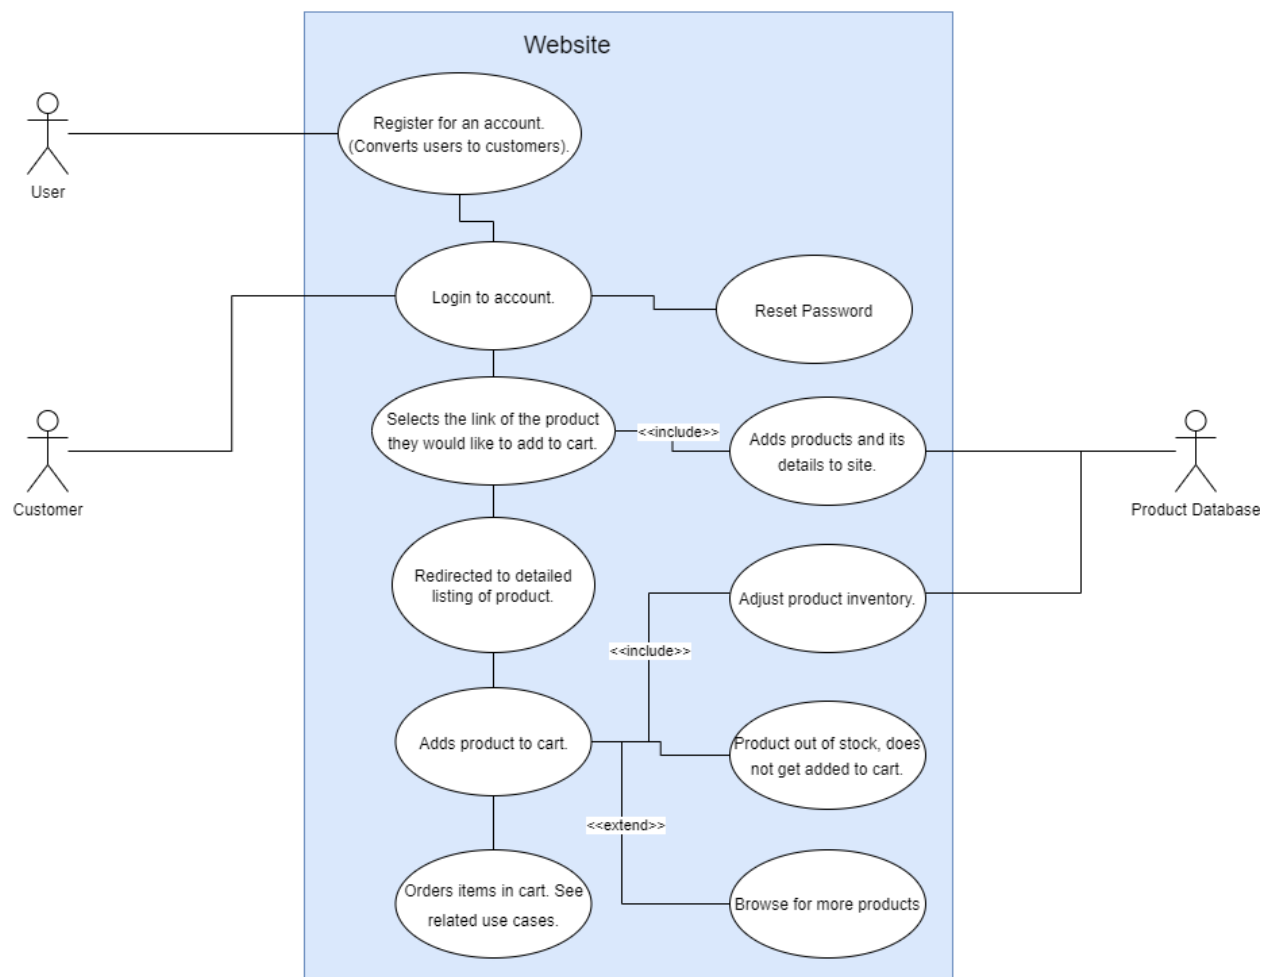 Website
Register for an account.
(Converts users to customers).
User
Login to account.
Reset Password
Selects the link of the product
they would like to add to cart.
<<include>>
Adds products and its
details to site.
Customer
Product Database
Redirected to detailed
listing of product.
Adjust product inventory.
<<include>>
Adds product to cart.
Product out of stock, does
not get added to cart.
<<extend>>
Orders items in cart. See
related use cases.
Browse for more products